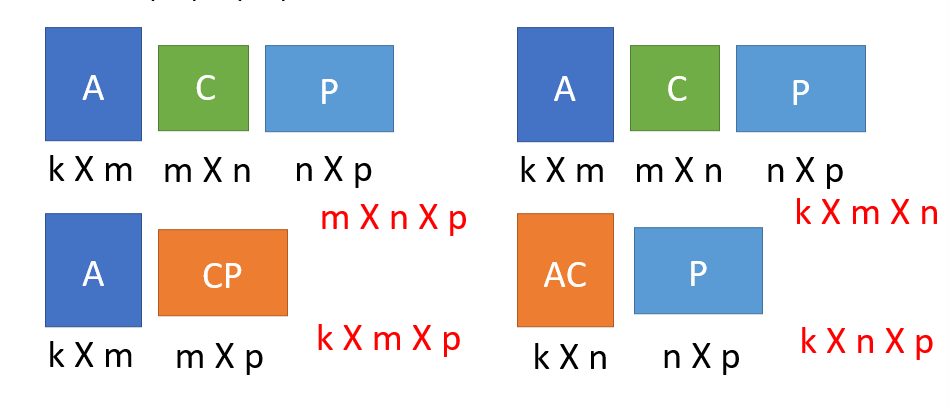 A C P
k X m m X n n X p
m X n X p
A CP
k X m m X p
k X m X p
A C P
k X m m X n n X p
k X m X n
AC P
k X n n X p
k X n X p